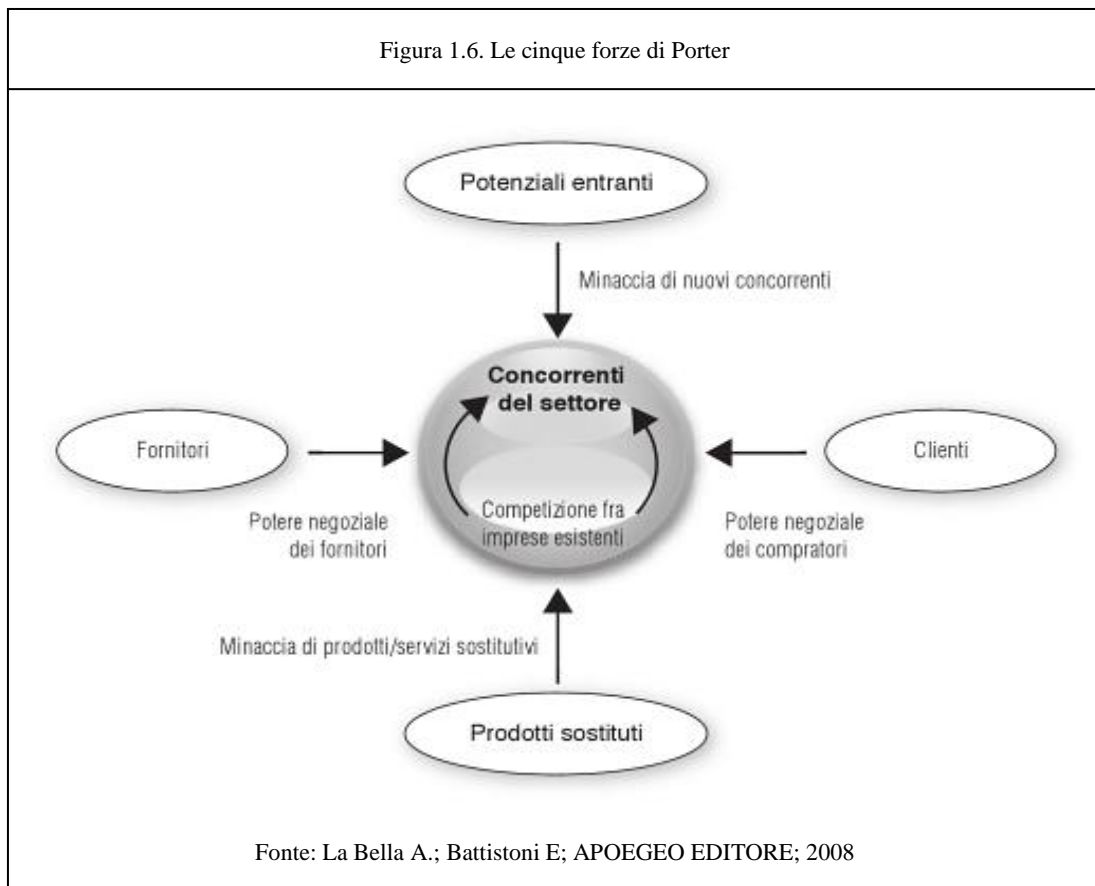 Figura 1.6. Le cinque forze di Porter
Potenziali entranti
Minaccia di nuovi concorrenti
Concorrenti
del settore
Fornitori
Clienti
Competizione fra
imprese esistenti
Potere negoziale
dei fornitori
Potere negoziale
dei compratori
Minaccia di prodotti/servizi sostitutivi
Prodotti sostituti
Fonte: La Bella A.; Battistoni E; APOEGEO EDITORE; 2008